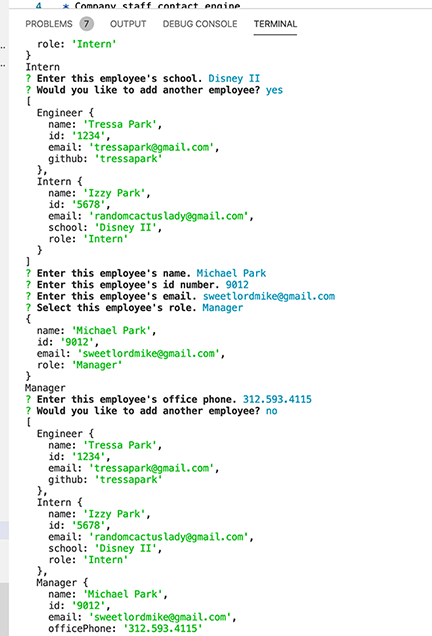 4 * Company staff contact engine
PROBLEMS 7 OUTPUT DEBUG CONSOLE TERMINAL
role: 'Intern'
}
Intern
? Enter this employee's school. Disney II
? Would you like to add another employee? yes
[
Engineer {
name: 'Tressa Park',
id: '1234',
email: 'tressapark@gmail.com',
github: 'tressapark'
},
Intern {
name: 'Izzy Park',
id: '5678',
email: 'randomcactuslady@gmail.com',
school: 'Disney II',
role: 'Intern'
}
]
? Enter this employee's name. Michael Park
? Enter this employee's id number. 9012
? Enter this employee's email. sweetlordmike@gmail.com
? Select this employee's role. Manager
{
name: 'Michael Park',
id: '9012',
email: 'sweetlordmike@gmail.com',
role: 'Manager'
}
Manager
? Enter this employee's office phone. 312.593.4115
? Would you like to add another employee? no
[
Engineer {
name: 'Tressa Park',
id: '1234',
email: 'tressapark@gmail.com',
github: 'tressapark'
},
Intern {
name: 'Izzy Park',
id: '5678',
email: 'randomcactuslady@gmail.com',
school: 'Disney II',
role: 'Intern'
},
Manager {
name: 'Michael Park',
id: '9012',
email: 'sweetlordmike@gmail.com',
officePhone: '312.593.4115'